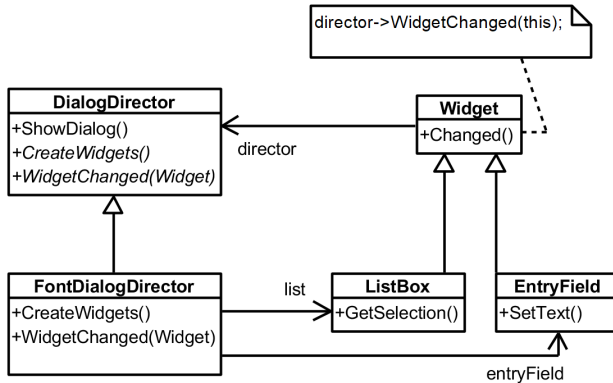 director->WidgetChanged(this);
DialogDirector
+ShowDialog()
+CreateWidgets()
+WidgetChanged(Widget)
Widget
+Changed()
director
FontDialogDirector
+CreateWidgets()
+WidgetChanged(Widget)
list
ListBox
+GetSelection()
EntryField
+SetText()
entryField